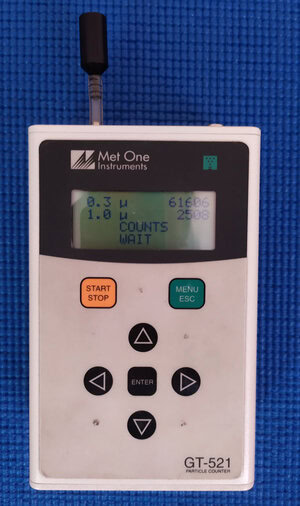 Met One
Instruments
0.3 µ 61606
1.0 µ 2508
COUNTS
WAIT
START
STOP
MENU
ESC
ENTER
GT-521
PARTICLE COUNTER